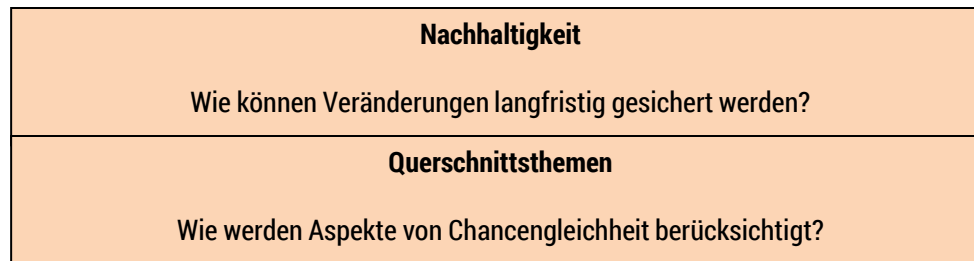 Nachhaltigkeit
Wie können Veränderungen langfristig gesichert werden?
Querschnittsthemen
Wie werden Aspekte von Chancengleichheit berücksichtigt?